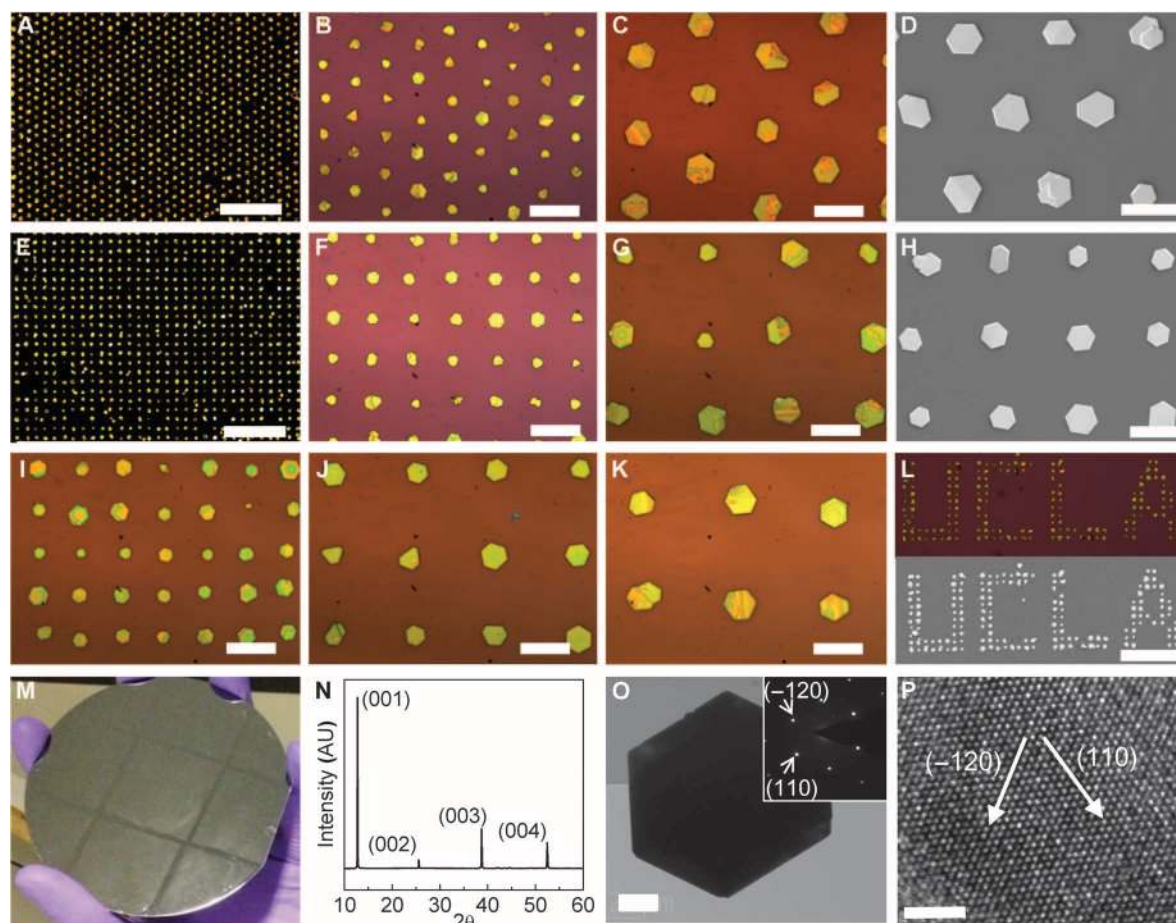 A
B
C
D
E
F
G
H
I
J
K
L
UCLA
UCLA
M
N
(001)
(002)
(003)
(004)
Intensity (AU)
10 20 30 40 50 60
2θ
O
(−120)
(110)
P
(−120)
(110)